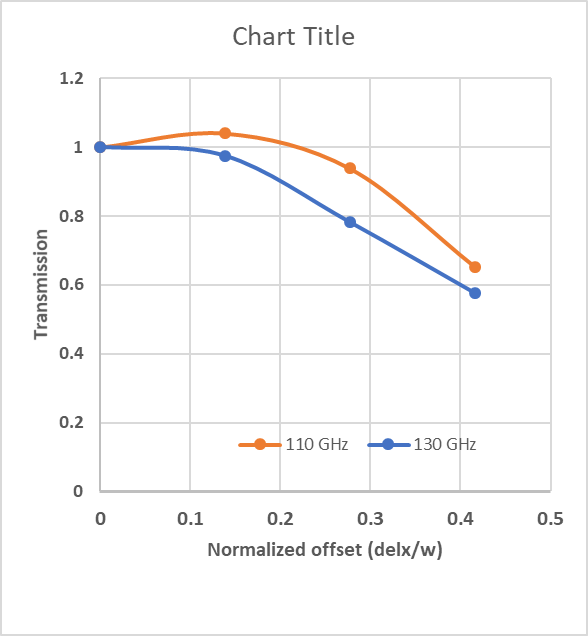 Chart Title
1.2
1
0.8
0.6
0.4
0.2
0
Transmission
110 GHz 130 GHz
0 0.1 0.2 0.3 0.4 0.5
Normalized offset (delx/w)